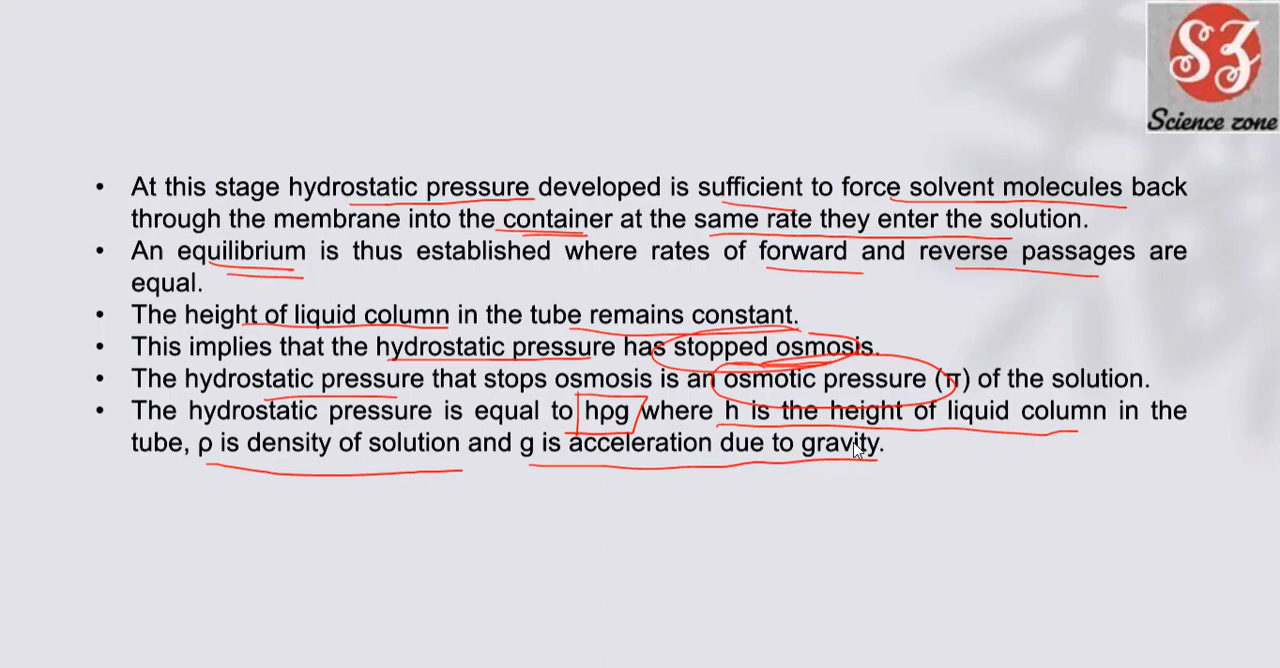 SZ
Science zone
• At this stage hydrostatic pressure developed is sufficient to force solvent molecules back
through the membrane into the container at the same rate they enter the solution.
• An equilibrium is thus established where rates of forward and reverse passages are
equal.
• The height of liquid column in the tube remains constant.
• This implies that the hydrostatic pressure has stopped osmosis.
• The hydrostatic pressure that stops osmosis is an osmotic pressure (π) of the solution.
• The hydrostatic pressure is equal to hρg where h is the height of liquid column in the
tube, ρ is density of solution and g is acceleration due to gravity.